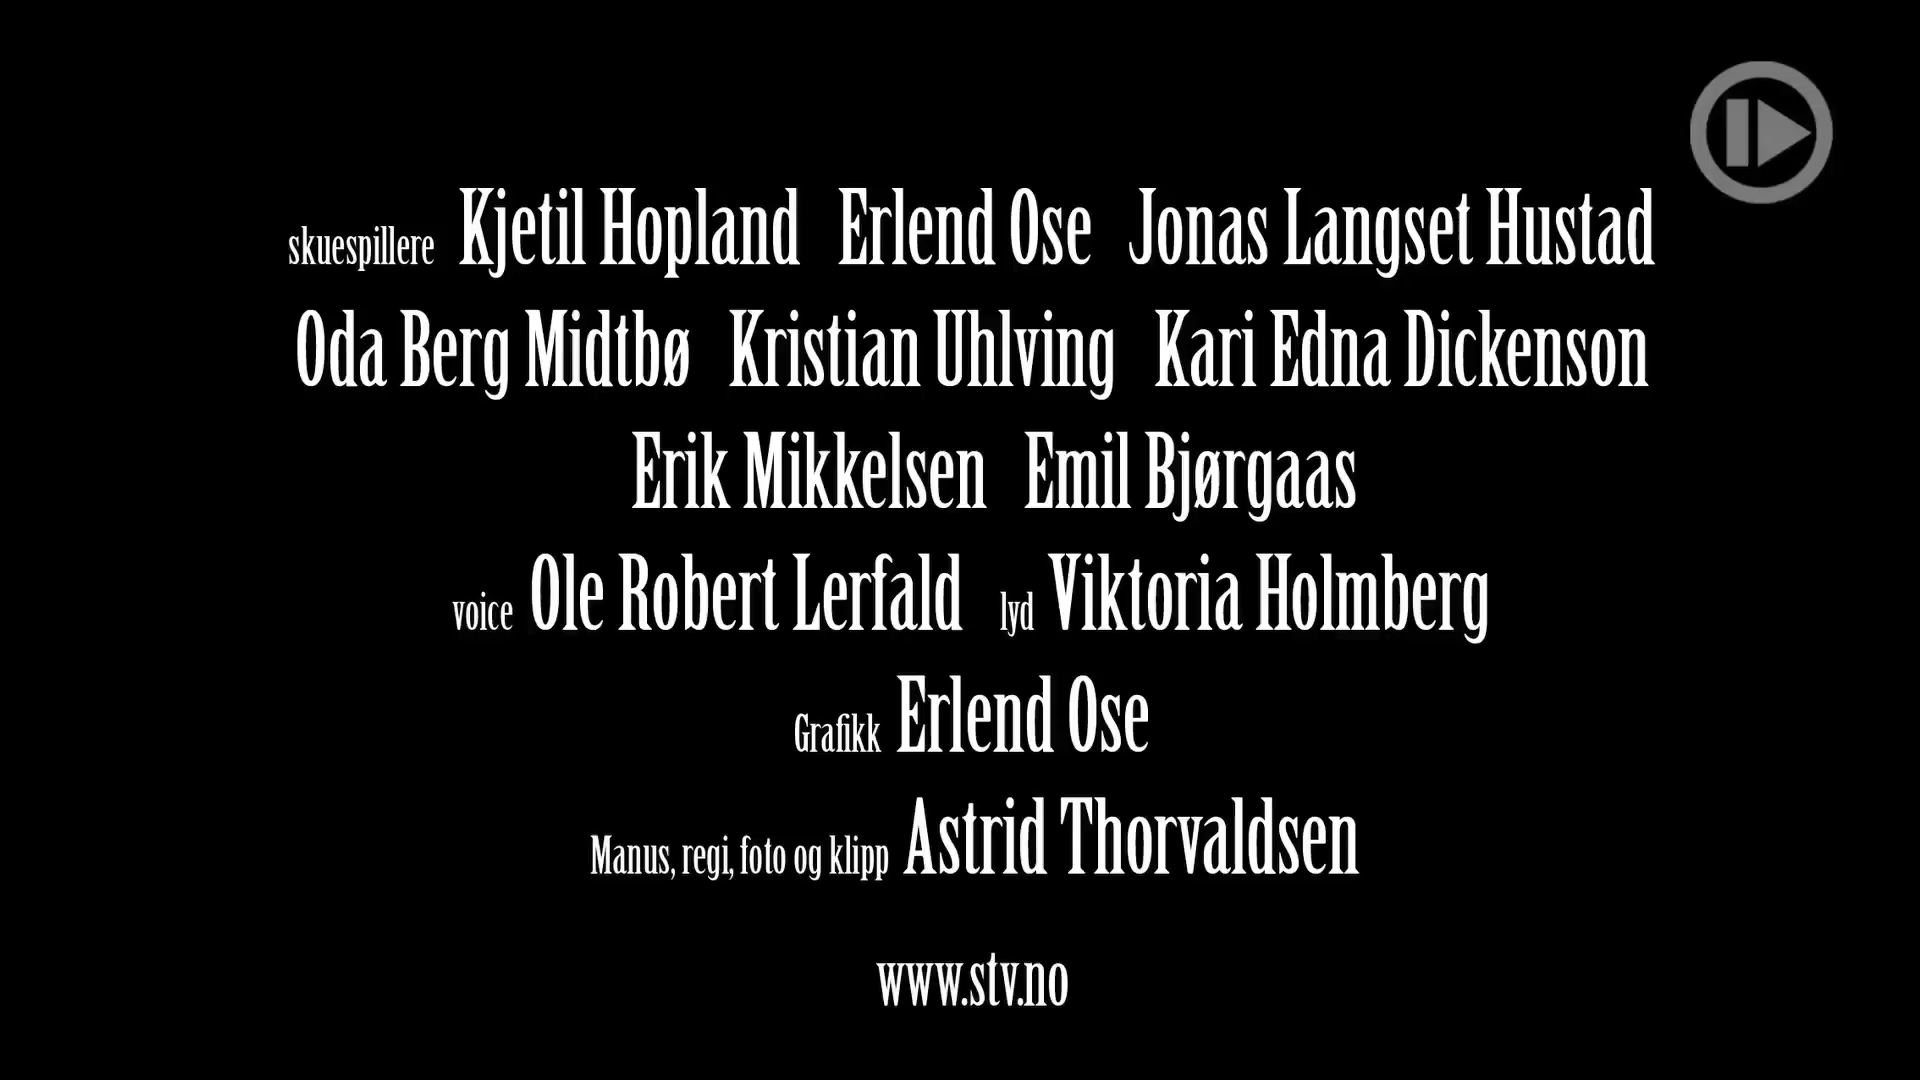 skuespillere Kjetil Hopland Erlend Ose Jonas Langset Hustad
Oda Berg Midtbø Kristian Uhlving Kari Edna Dickenson
Erik Mikkelsen Emil Bjørgaas
voice Ole Robert Lerfald lyd Viktoria Holmberg
Grafikk Erlend Ose
Manus, regi, foto og klipp Astrid Thorvaldsen
www.stv.no